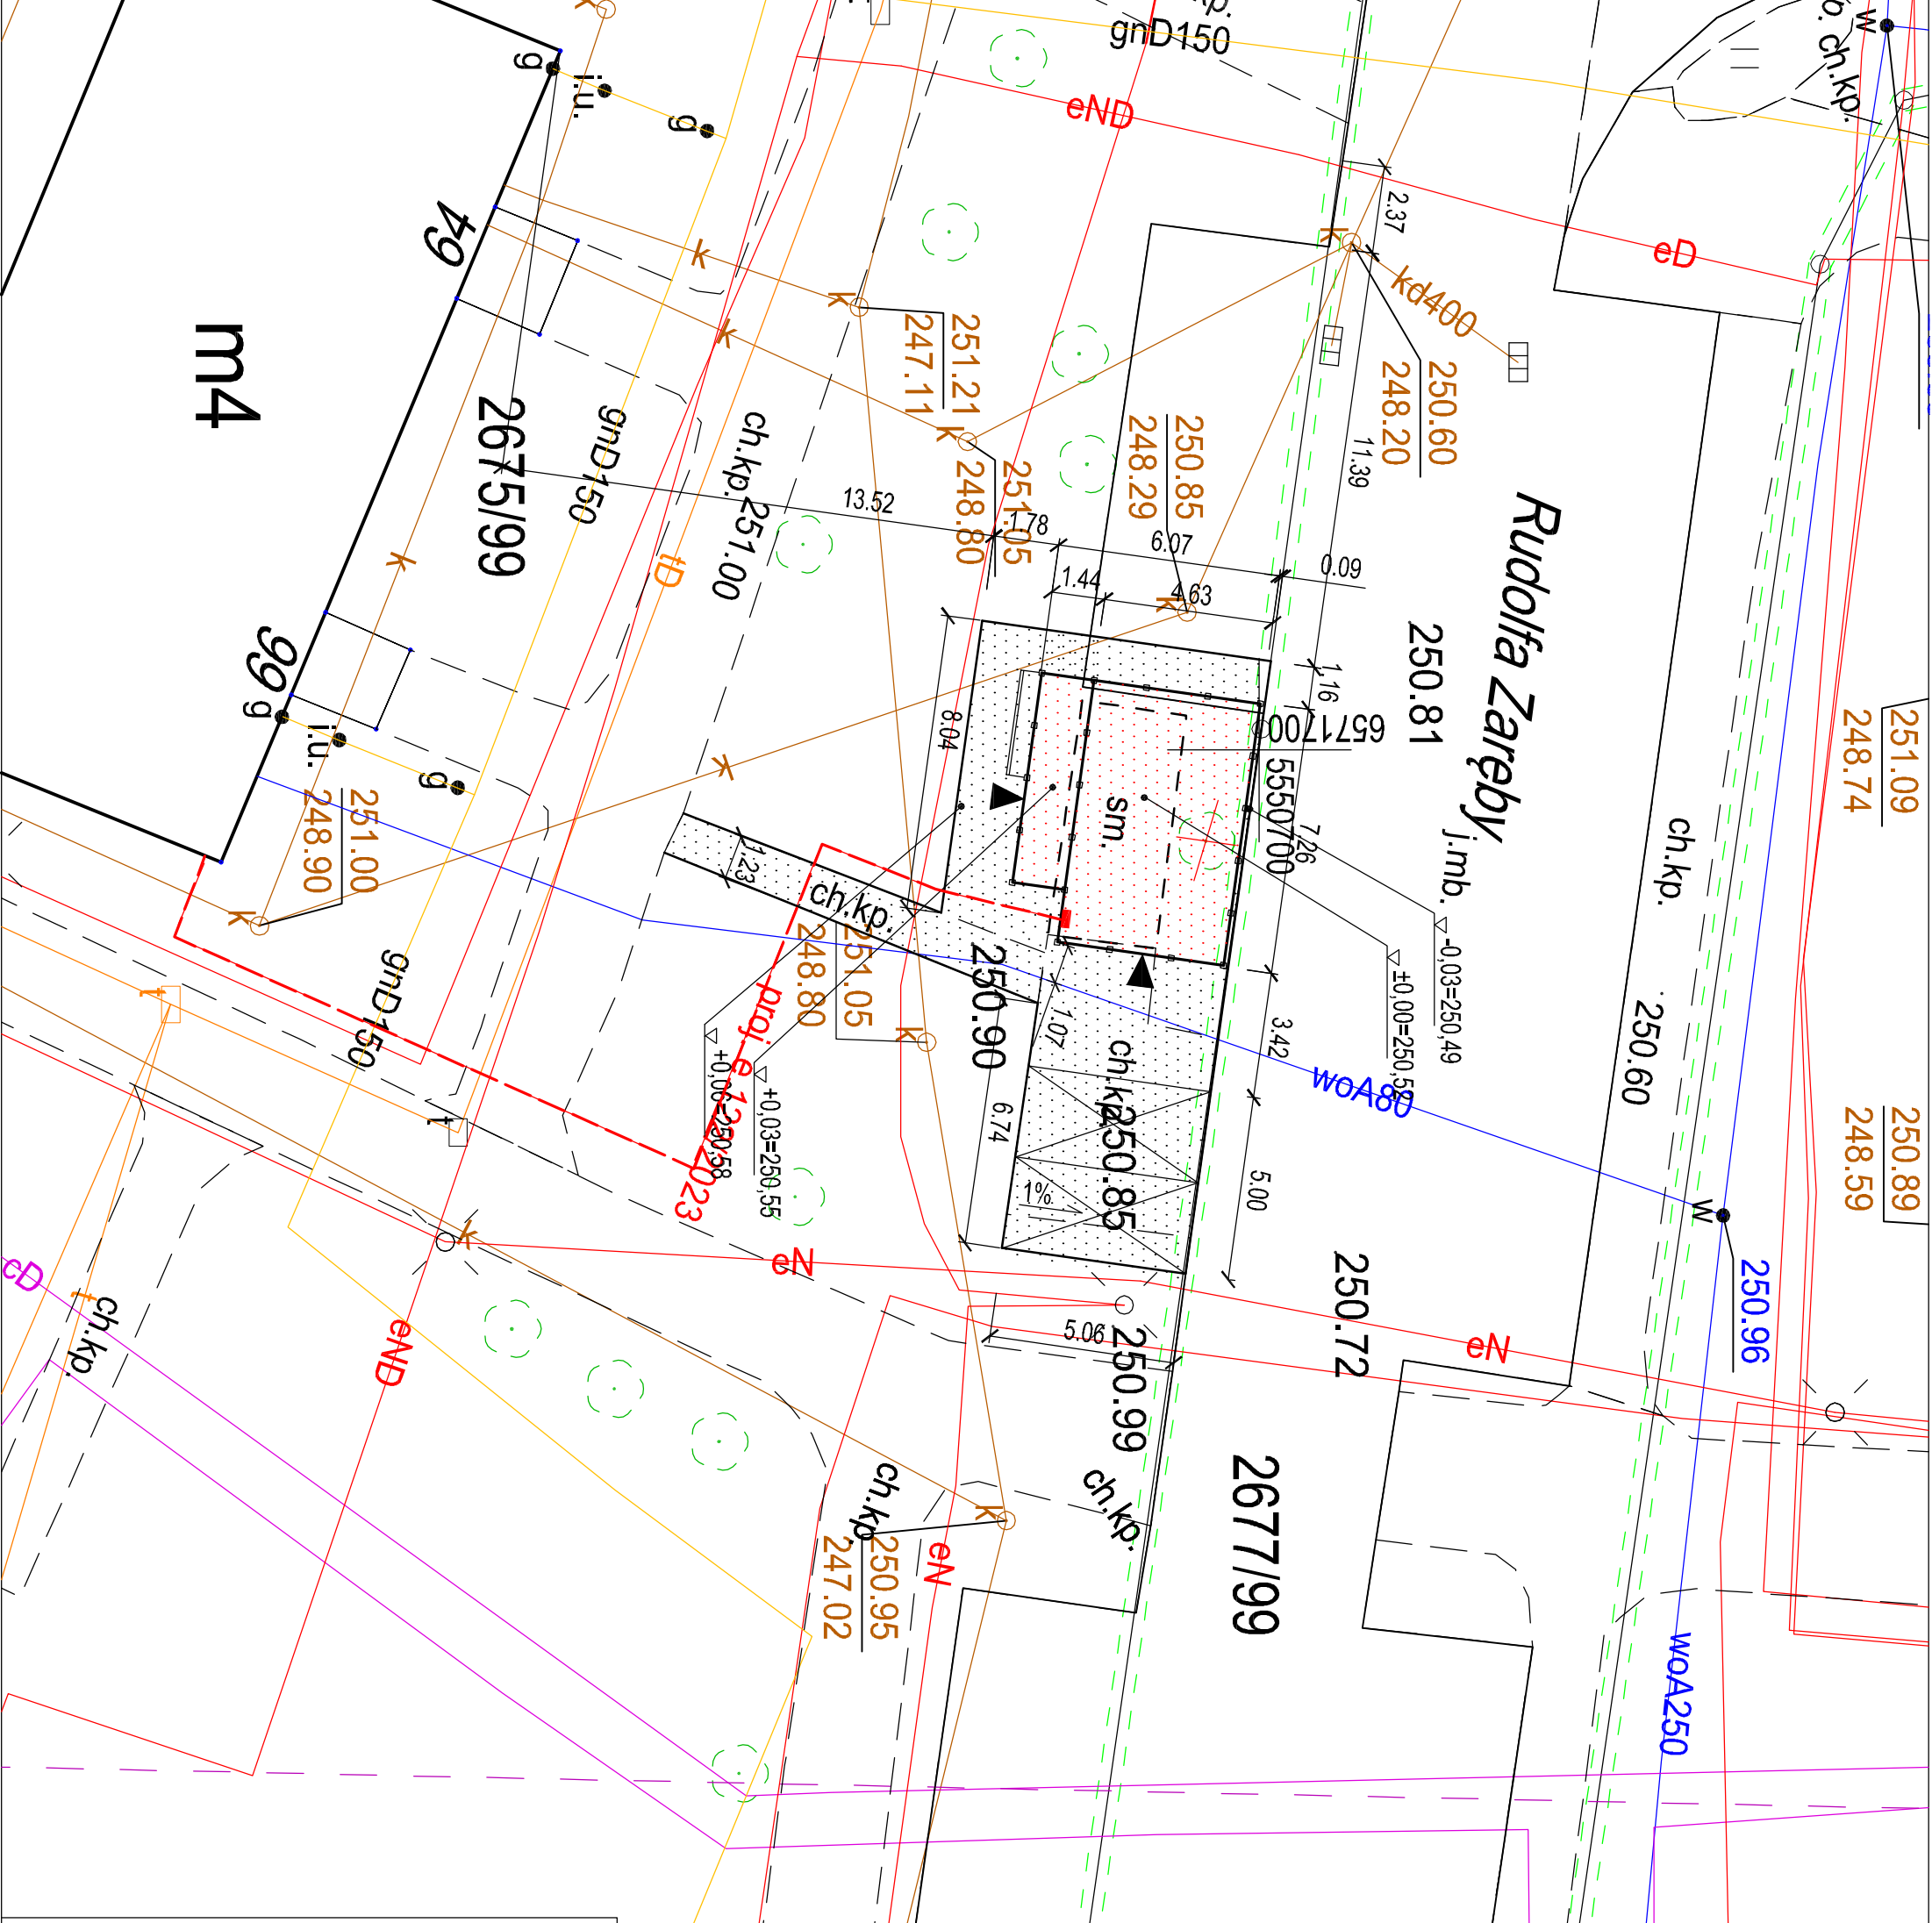 gnD150
w
ch.kp.
g
i.u.
g
eND
eD
2.37
k
kd400
64
k
k
k
251.21
247.11
m4
2675/99
gnD150
k
ch.kp.
251.00
k
251.05
248.80
250.85
248.29
250.60
248.20
11.39
Rudolfa Zaręby
13.52
1.78
6.07
0.09
1.44
4.63
k
k
tD
66
g
i.u.
g
251.00
248.90
k
8.04
1.16
250.81
6571700
5550700
7.26
j.mb.
sm.
ch.kp.
251.09
248.74
1.23
ch.kp.
251.05
248.80
k
k
250.90
1.07
-0,03=250,49
3.42
250.60
gnD150
t
t
proj. e 13a/2023
+0,03=250,55
6.74
1%
ch.kp.
250.85
5.00
woA80
w
250.96
250.89
248.59
eD
t
ch.kp.
k
eND
eN
5.06
250.99
250.72
eN
2677/99
ch.kp.
ch.kp.
k
250.95
247.02
eN
woA250